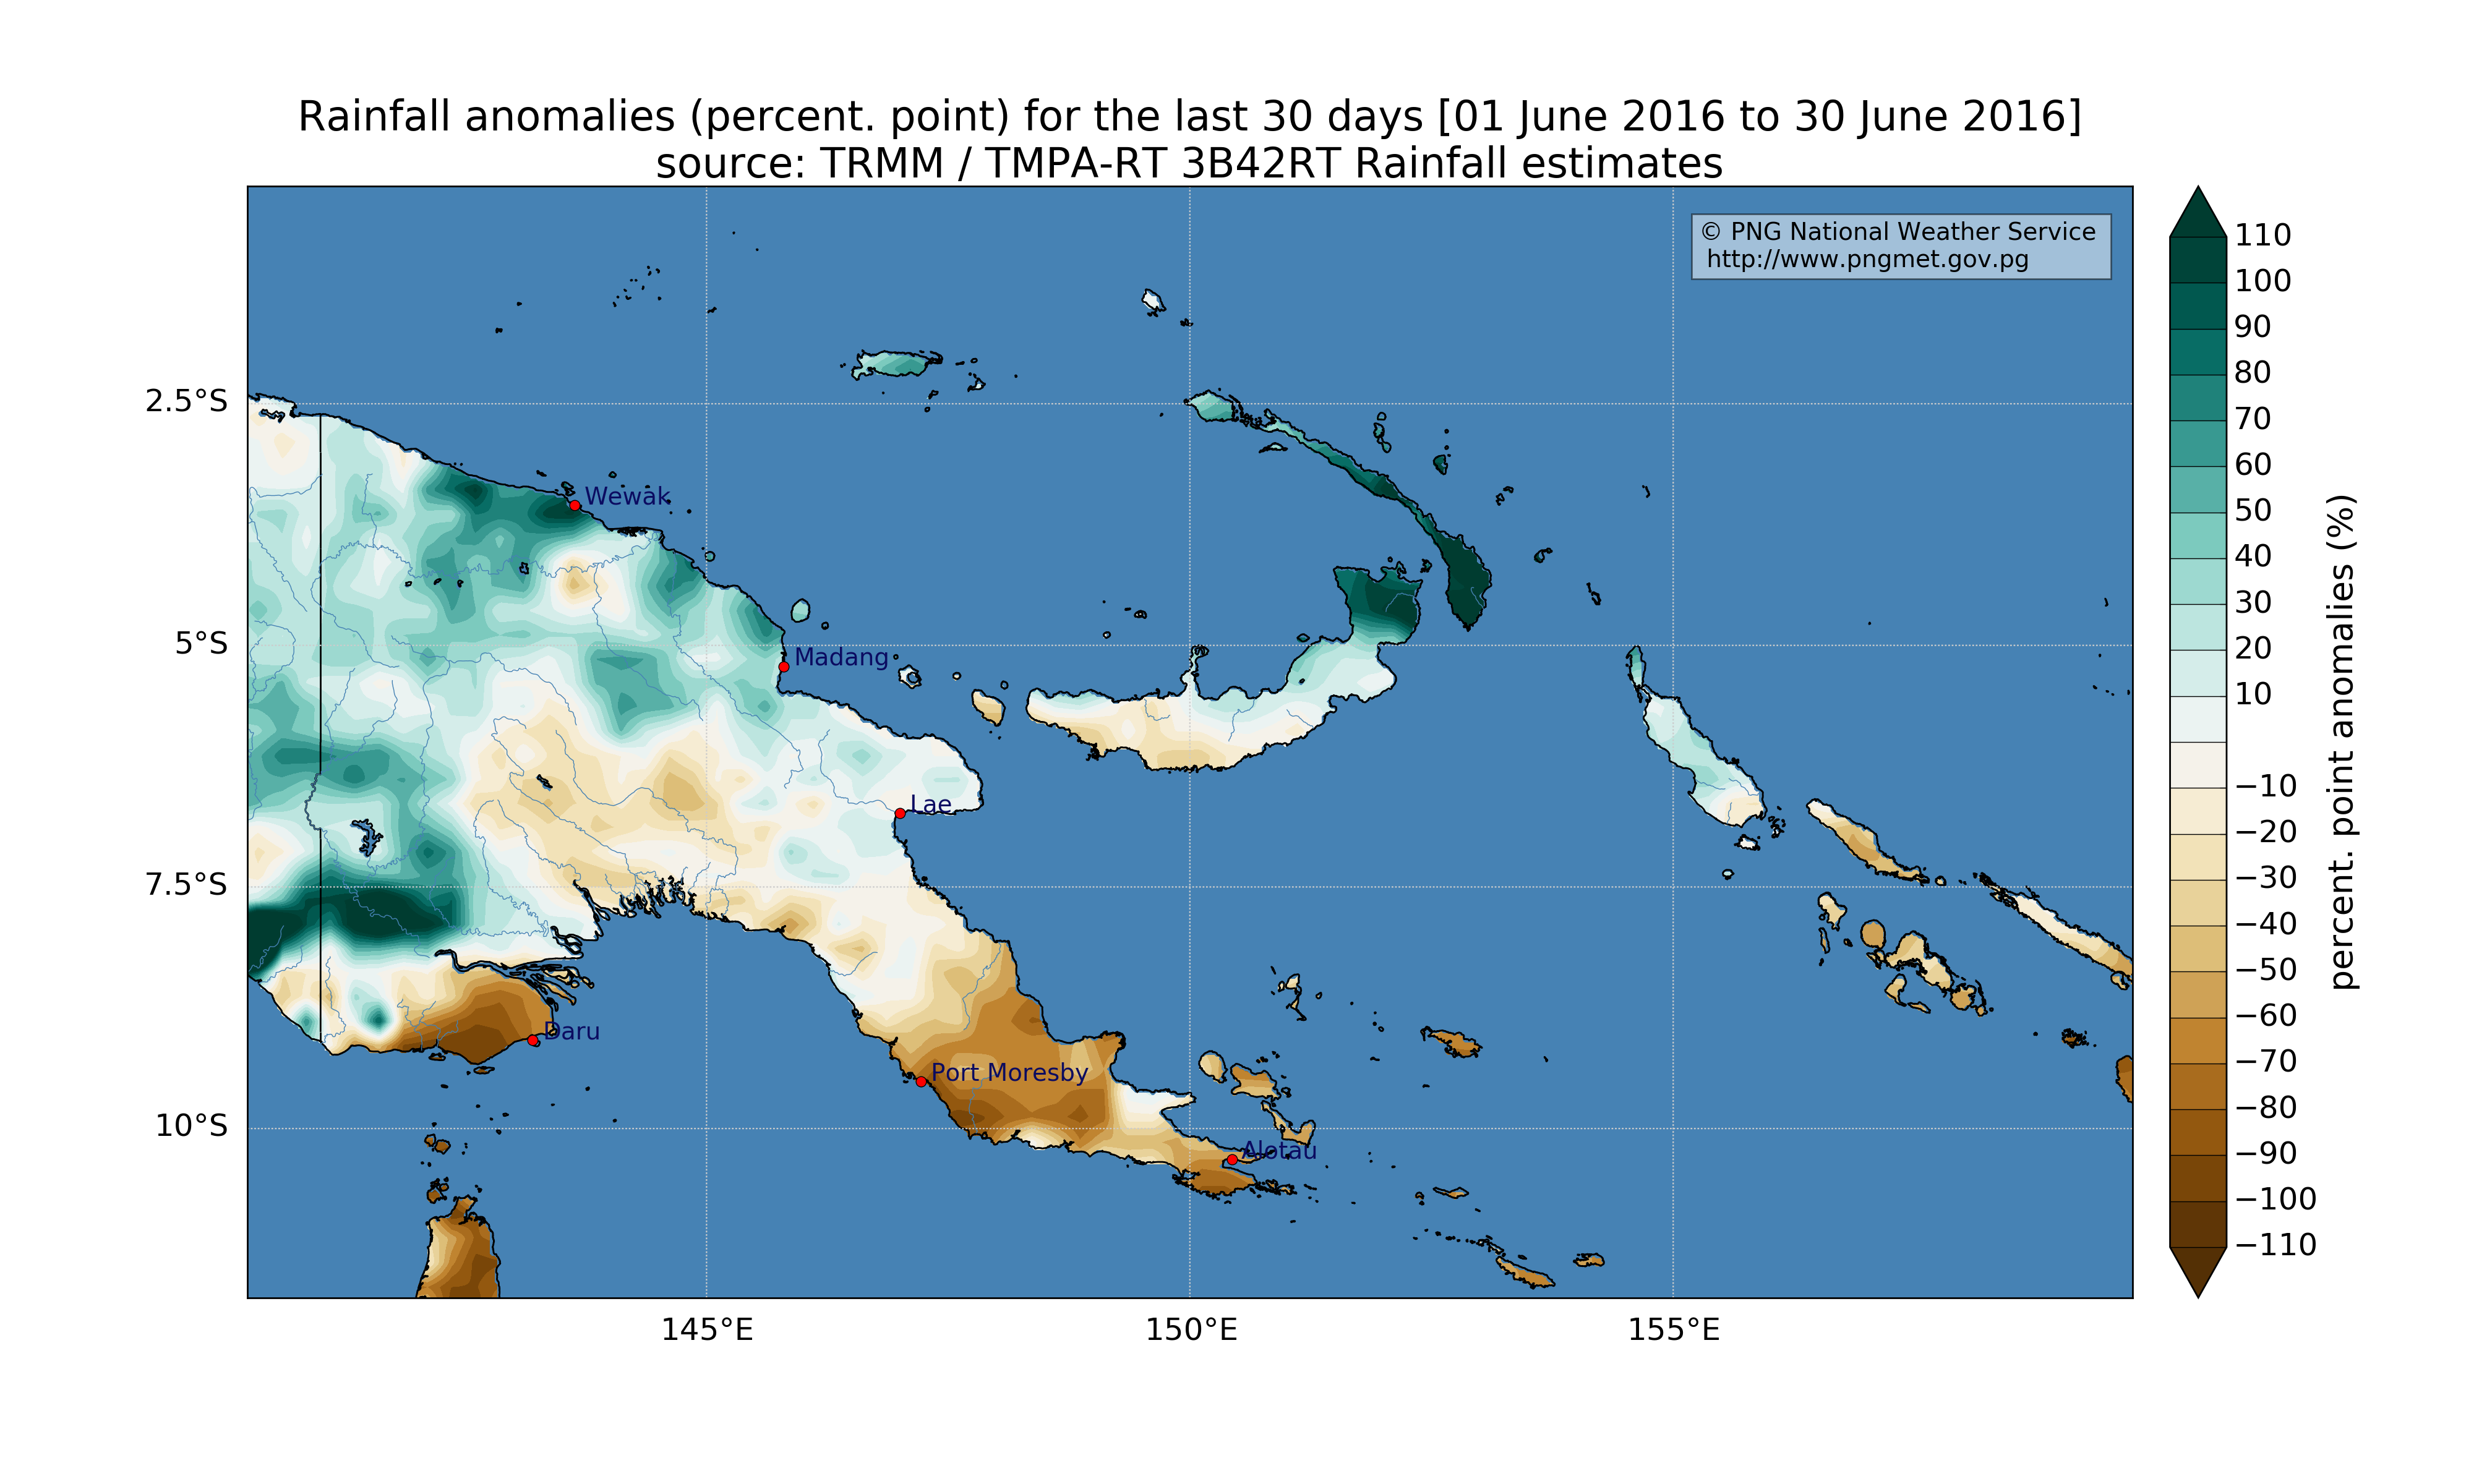 Rainfall anomalies (percent. point) for the last 30 days [01 June 2016 to 30 June 2016]
source: TRMM / TMPA-RT 3B42RT Rainfall estimates
© PNG National Weather Service
http://www.pngmet.gov.pg
2.5°S
5°S
7.5°S
10°S
145°E
150°E
155°E
Wewak
Madang
Lae
Daru
Port Moresby
Alotau
110
100
90
80
70
60
50
40
30
20
10
−10
−20
−30
−40
−50
−60
−70
−80
−90
−100
−110
percent. point anomalies (%)